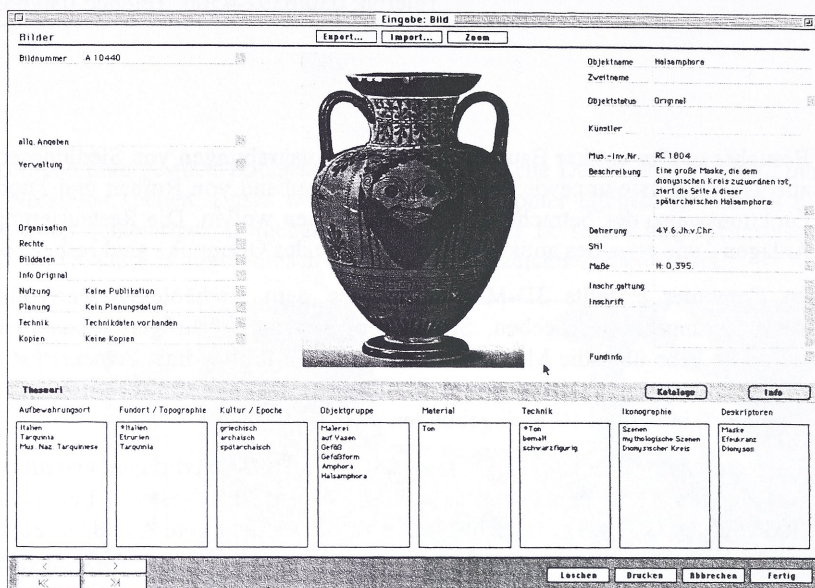 Eingabe: Bild
Bilder
Export...
Import...
Zoom
Bildnummer A 10440
allg. Angaben
Verwaltung
Organisation
Rechte
Bilddaten
Info Original
Nutzung Keine Publikation
Planung Kein Planungsdatum
Technik Technikdaten vorhanden
Kopien Keine Kopien
Objektname Halsamphora
Zweitname
Objektstatus Original
Künstler
Mus.-Inv.Nr. RC 1804
Beschreibung Eine große Maske, die dem
dionysischen Kreis zuzuordnen ist,
ziert die Seite A dieser
spätarchaischen Halsamphora.
Datierung 4.V. 6.Jh.v.Chr.
Stil
Maße H: 0,395.
Inschr.gattung
Inschrift
Fundinfo
Thesauri
Kataloge
Info
Aufbewahrungsort
Italien
Tarquinia
Mus. Naz. Tarquiniese
Fundort / Topographie
*Italien
Etrurien
Tarquinia
Kultur / Epoche
griechisch
archaisch
spätarchaisch
Objektgruppe
Malerei
auf Vasen
Gefäß
Gefäßform
Amphora
Halsamphora
Material
Ton
Technik
*Ton
bemalt
schwarzfigurig
Ikonographie
Szenen
mythologische Szenen
Dionysischer Kreis
Deskriptoren
Maske
Efeukranz
Dionysos
Löschen
Drucken
Abbrechen
Fertig